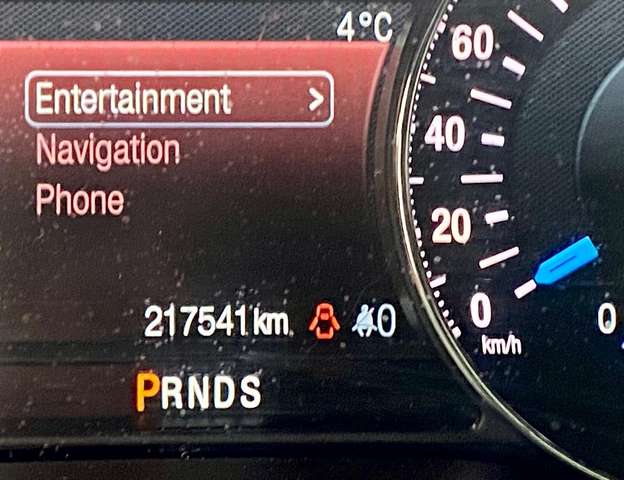 4°C
Entertainment >
Navigation
Phone
217541 km 0
PRNDS
60
40
20
0
km/h
0